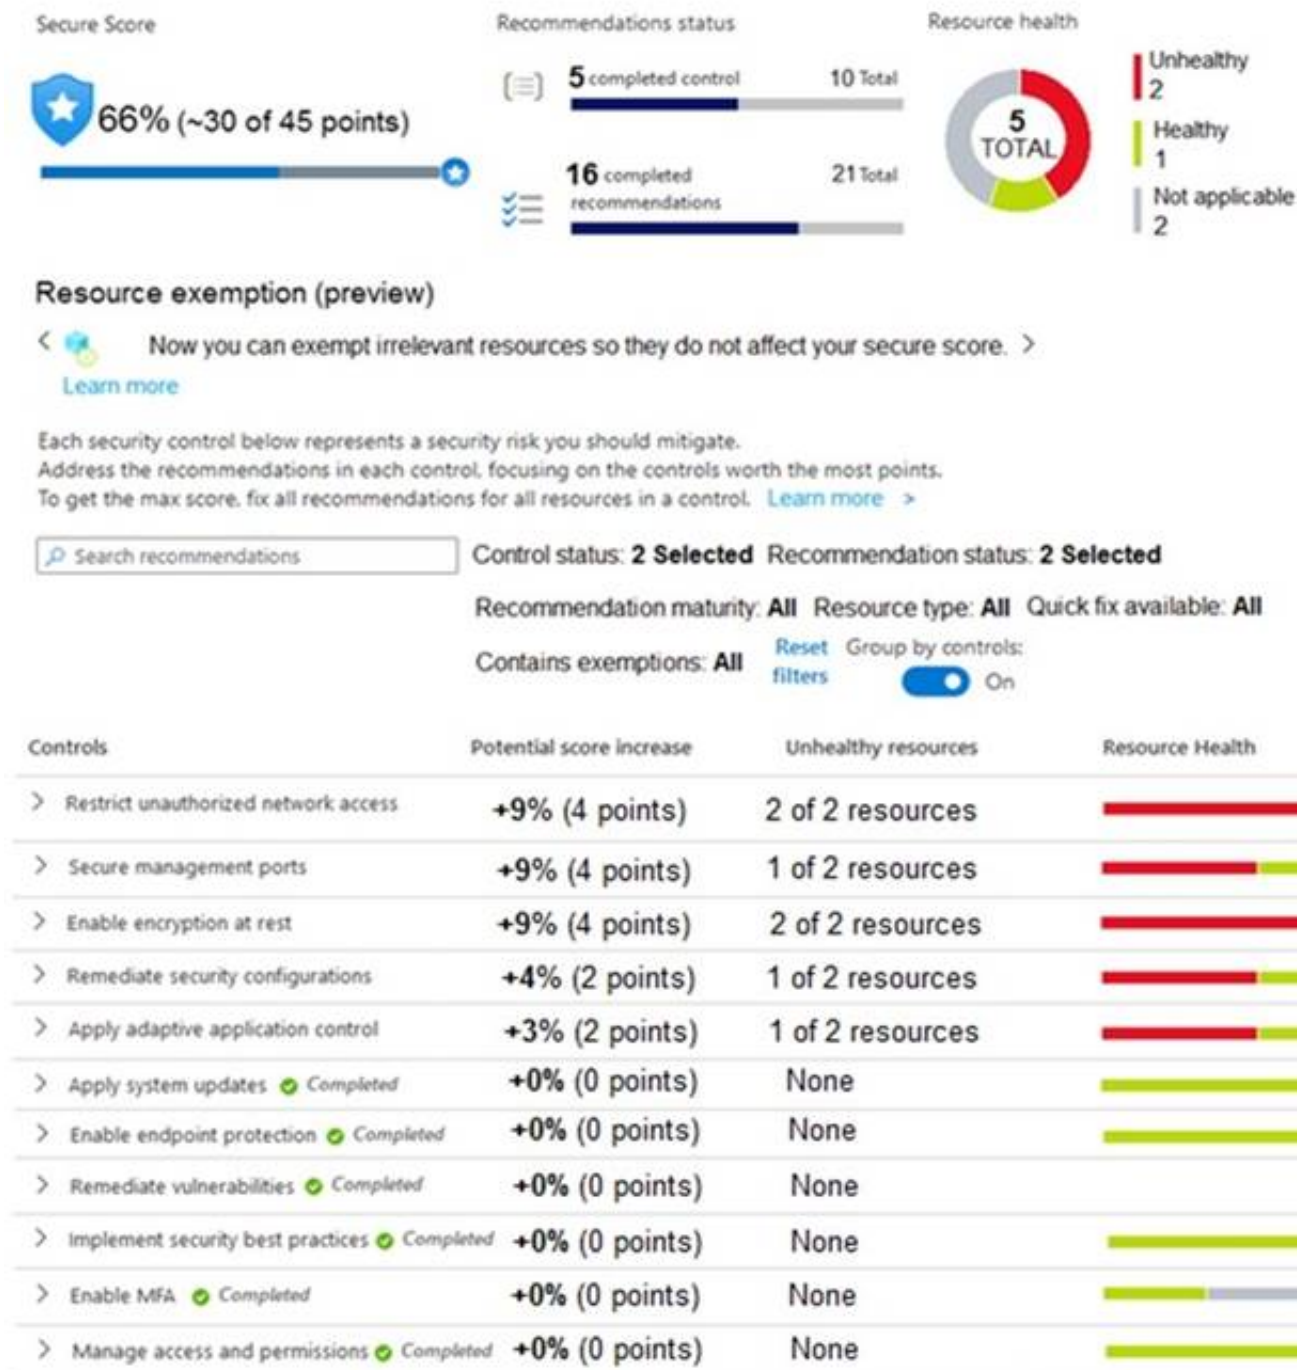 Secure Score
66% (~30 of 45 points)
Recommendations status
5 completed control 10 Total
16 completed recommendations 21 Total
Resource health
5 TOTAL
Unhealthy
2
Healthy
1
Not applicable
2
Resource exemption (preview)
< Now you can exempt irrelevant resources so they do not affect your secure score. >
Learn more
Each security control below represents a security risk you should mitigate.
Address the recommendations in each control, focusing on the controls worth the most points.
To get the max score, fix all recommendations for all resources in a control. Learn more >
Search recommendations
Control status: 2 Selected Recommendation status: 2 Selected
Recommendation maturity: All Resource type: All Quick fix available: All
Contains exemptions: All Reset filters Group by controls: On
Controls Potential score increase Unhealthy resources Resource Health
> Restrict unauthorized network access +9% (4 points) 2 of 2 resources
> Secure management ports +9% (4 points) 1 of 2 resources
> Enable encryption at rest +9% (4 points) 2 of 2 resources
> Remediate security configurations +4% (2 points) 1 of 2 resources
> Apply adaptive application control +3% (2 points) 1 of 2 resources
> Apply system updates Completed +0% (0 points) None
> Enable endpoint protection Completed +0% (0 points) None
> Remediate vulnerabilities Completed +0% (0 points) None
> Implement security best practices Completed +0% (0 points) None
> Enable MFA Completed +0% (0 points) None
> Manage access and permissions Completed +0% (0 points) None